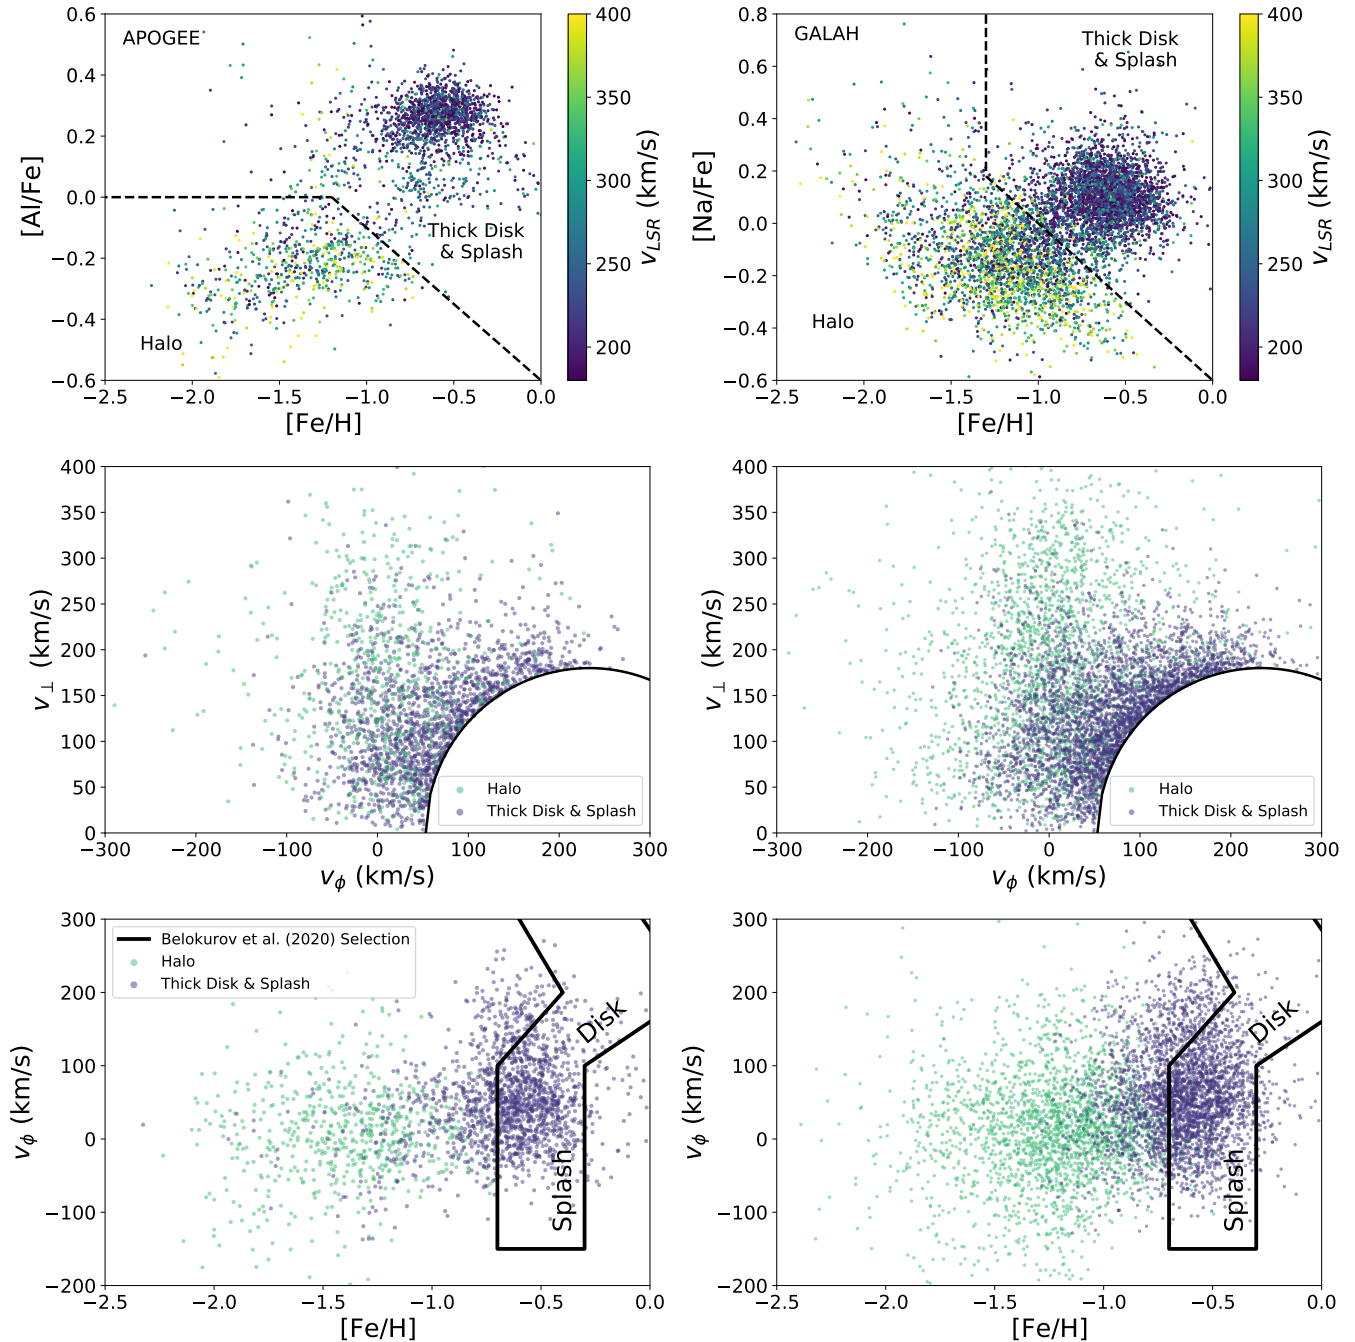 APOGEE
Thick Disk
& Splash
Halo
[Al/Fe]
0.6
0.4
0.2
0.0
−0.2
−0.4
−0.6
−2.5 −2.0 −1.5 −1.0 −0.5 0.0
[Fe/H]
400
350
300
250
200
v_LSR (km/s)
GALAH
Thick Disk
& Splash
Halo
[Na/Fe]
0.8
0.6
0.4
0.2
0.0
−0.2
−0.4
−0.6
−2.5 −2.0 −1.5 −1.0 −0.5 0.0
[Fe/H]
400
350
300
250
200
v_LSR (km/s)
v_⊥ (km/s)
400
350
300
250
200
150
100
50
0
Halo
Thick Disk & Splash
−300 −200 −100 0 100 200 300
v_ϕ (km/s)
v_⊥ (km/s)
400
350
300
250
200
150
100
50
0
Halo
Thick Disk & Splash
−300 −200 −100 0 100 200 300
v_ϕ (km/s)
v_ϕ (km/s)
300
200
100
0
−100
−200
Belokurov et al. (2020) Selection
Halo
Thick Disk & Splash
Disk
Splash
−2.5 −2.0 −1.5 −1.0 −0.5 0.0
[Fe/H]
v_ϕ (km/s)
300
200
100
0
−100
−200
Disk
Splash
−2.5 −2.0 −1.5 −1.0 −0.5 0.0
[Fe/H]